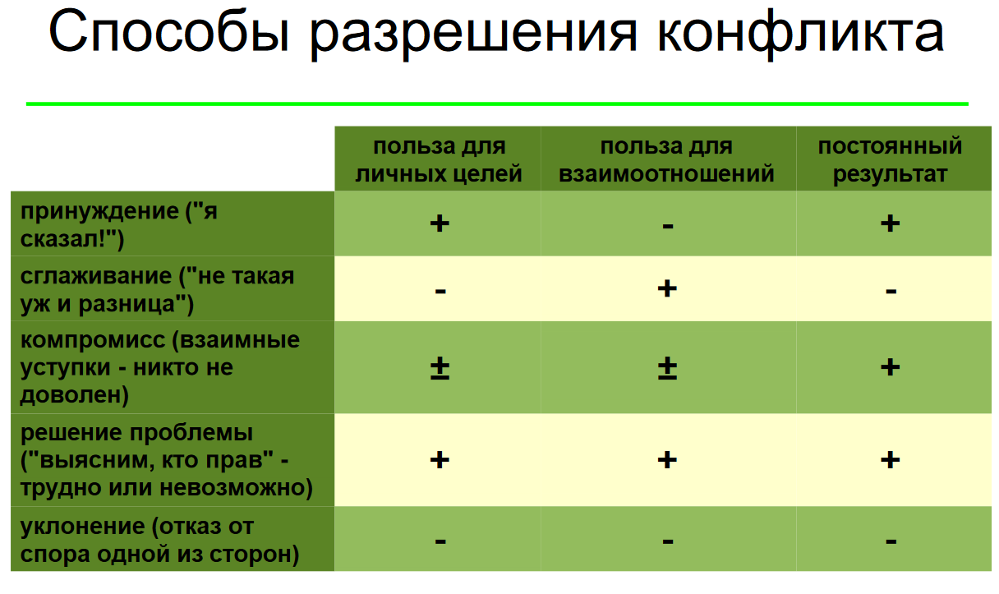 Способы разрешения конфликта
польза для
личных целей
польза для
взаимоотношений
постоянный
результат
принуждение ("я
сказал!")
+ - +
сглаживание ("не такая
уж и разница")
- + -
компромисс (взаимные
уступки - никто не
доволен)
± ± +
решение проблемы
("выясним, кто прав" -
трудно или невозможно)
+ + +
уклонение (отказ от
спора одной из сторон)
- - -